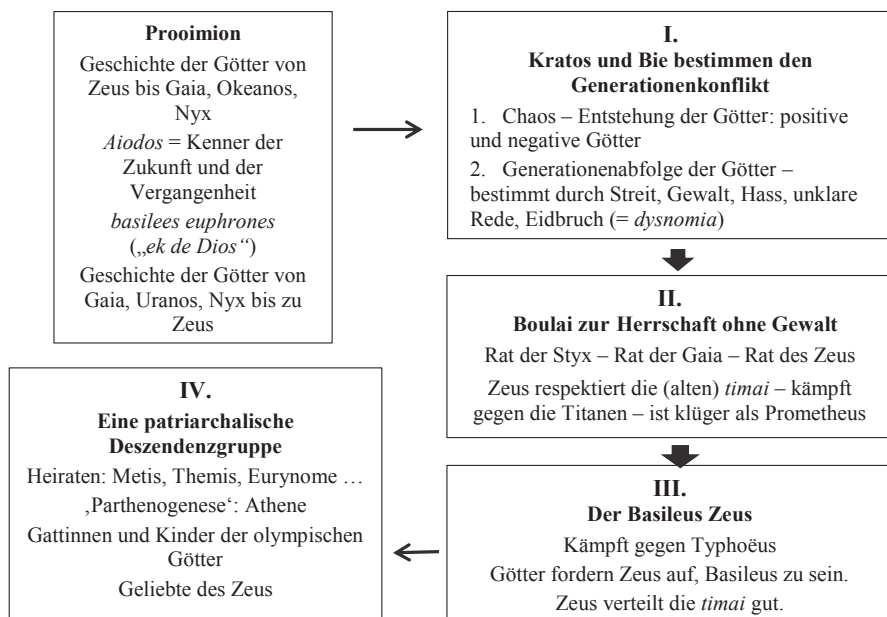 Prooimion
Geschichte der Götter von
Zeus bis Gaia, Okeanos,
Nyx
Aiodos = Kenner der
Zukunft und der
Vergangenheit
basilees euphrones
(„ek de Dios“)
Geschichte der Götter von
Gaia, Uranos, Nyx bis zu
Zeus
I.
Kratos und Bie bestimmen den
Generationenkonflikt
1. Chaos – Entstehung der Götter: positive
und negative Götter
2. Generationenabfolge der Götter –
bestimmt durch Streit, Gewalt, Hass, unklare
Rede, Eidbruch (= dysnomia)
II.
Boulai zur Herrschaft ohne Gewalt
Rat der Styx – Rat der Gaia – Rat des Zeus
Zeus respektiert die (alten) timai – kämpft
gegen die Titanen – ist klüger als Prometheus
III.
Der Basileus Zeus
Kämpft gegen Typhoëus
Götter fordern Zeus auf, Basileus zu sein.
Zeus verteilt die timai gut.
IV.
Eine patriarchalische
Deszendenzgruppe
Heiraten: Metis, Themis, Eurynome …
‚Parthenogenese‘: Athene
Gattinnen und Kinder der olympischen
Götter
Geliebte des Zeus